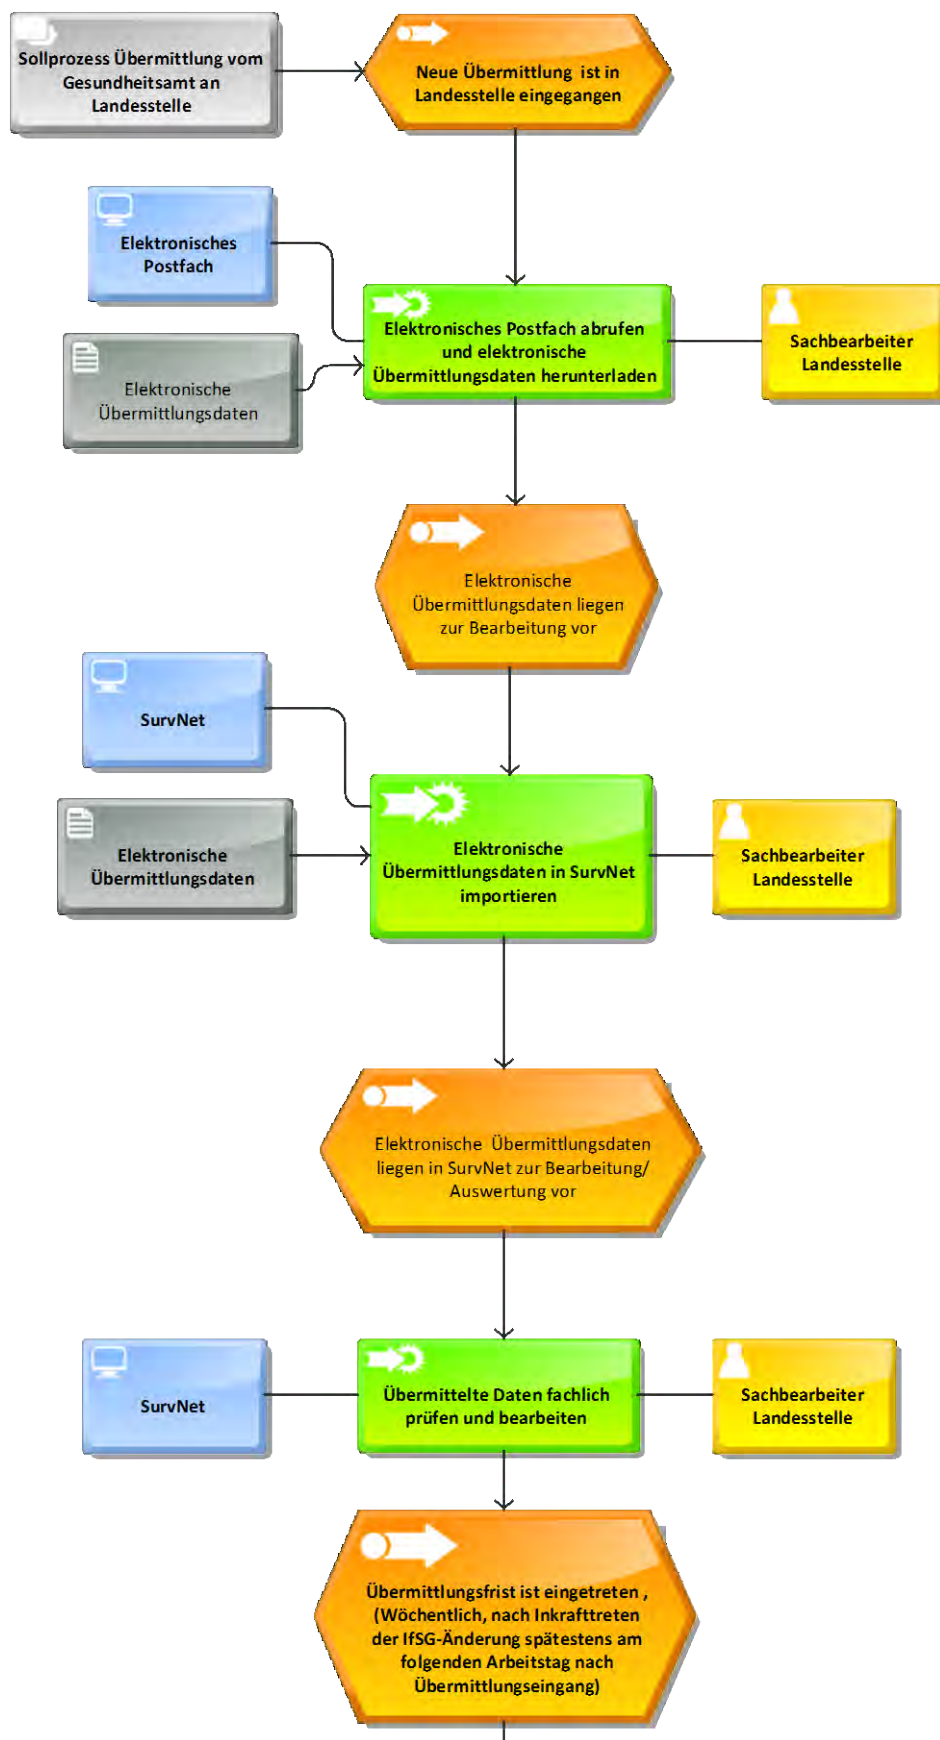 Sollprozess Übermittlung vom
Gesundheitsamt an
Landesstelle
Neue Übermittlung ist in
Landesstelle eingegangen
Elektronisches
Postfach
Elektronisches Postfach abrufen
und elektronische
Übermittlungsdaten herunterladen
Sachbearbeiter
Landesstelle
Elektronische
Übermittlungsdaten
Elektronische
Übermittlungsdaten liegen
zur Bearbeitung vor
SurvNet
Elektronische
Übermittlungsdaten
Elektronische
Übermittlungsdaten in SurvNet
importieren
Sachbearbeiter
Landesstelle
Elektronische Übermittlungsdaten
liegen in SurvNet zur Bearbeitung/
Auswertung vor
SurvNet
Übermittelte Daten fachlich
prüfen und bearbeiten
Sachbearbeiter
Landesstelle
Übermittlungsfrist ist eingetreten ,
(Wöchentlich, nach Inkrafttreten
der IfSG-Änderung spätestens am
folgenden Arbeitstag nach
Übermittlungseingang)